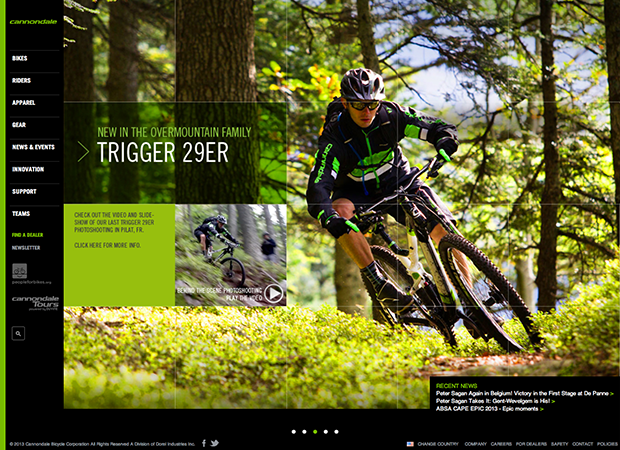 cannondale
BIKES
RIDERS
APPAREL
GEAR
NEWS & EVENTS
INNOVATION
SUPPORT
TEAMS
FIND A DEALER
NEWSLETTER
peopleforbikes.org
cannondale
Tours
NEW IN THE OVERMOUNTAIN FAMILY
TRIGGER 29ER
CHECK OUT THE VIDEO AND SLIDE-
SHOW OF OUR LAST TRIGGER 29ER
PHOTOSHOOTING IN PILAT, FR.
CLICK HERE FOR MORE INFO.
BEHIND THE SCENE PHOTOSHOOTING
PLAY THE VIDEO
cannondale
RECENT NEWS
Peter Sagan Again in Belgium! Victory in the First Stage at De Panne >
Peter Sagan Takes It: Gent-Wevelgem is His! >
ABSA CAPE EPIC 2013 - Epic moments >
© 2013 Cannondale Bicycle Corporation All Rights Reserved A Division of Dorel Industries Inc.
CHANGE COUNTRY COMPANY CAREERS FOR DEALERS SAFETY CONTACT POLICIES